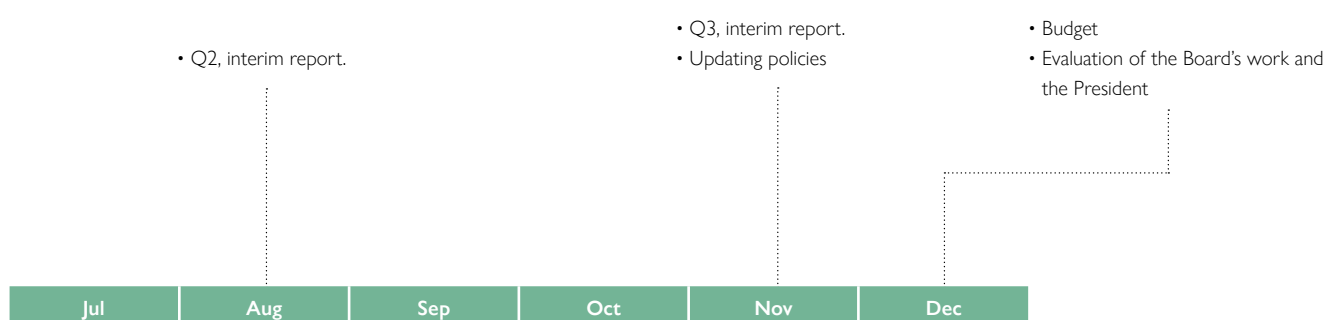 • Q2, interim report.
• Q3, interim report.
• Updating policies
• Budget
• Evaluation of the Board’s work and
the President
Jul
Aug
Sep
Oct
Nov
Dec